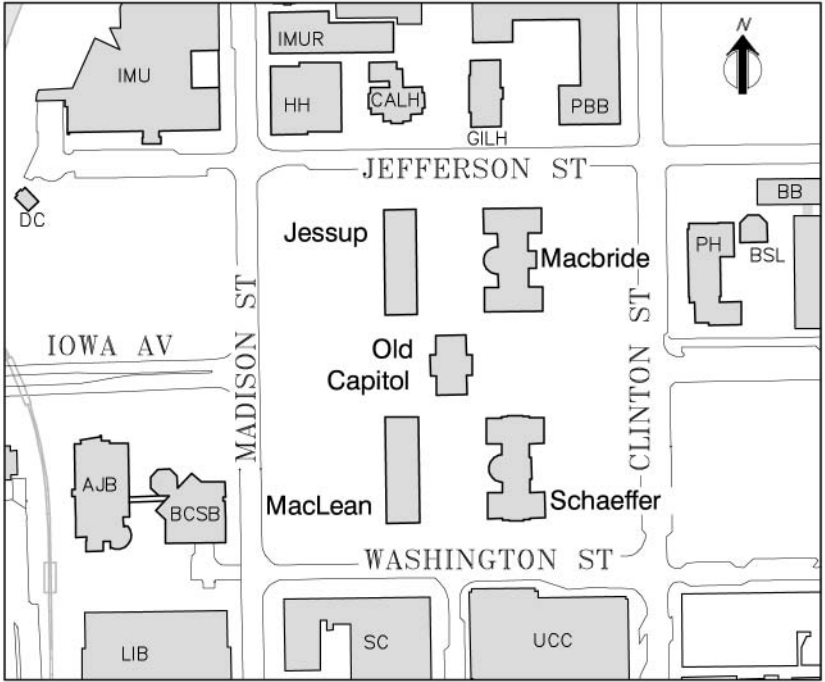 IMU
IMUR
HH
CALH
GILH
PBB
N
JEFFERSON ST
DC
BB
PH
BSL
Jessup
Macbride
IOWA AV
MADISON ST
Old
Capitol
CLINTON ST
AJB
BCSB
MacLean
Schaeffer
WASHINGTON ST
LIB
SC
UCC